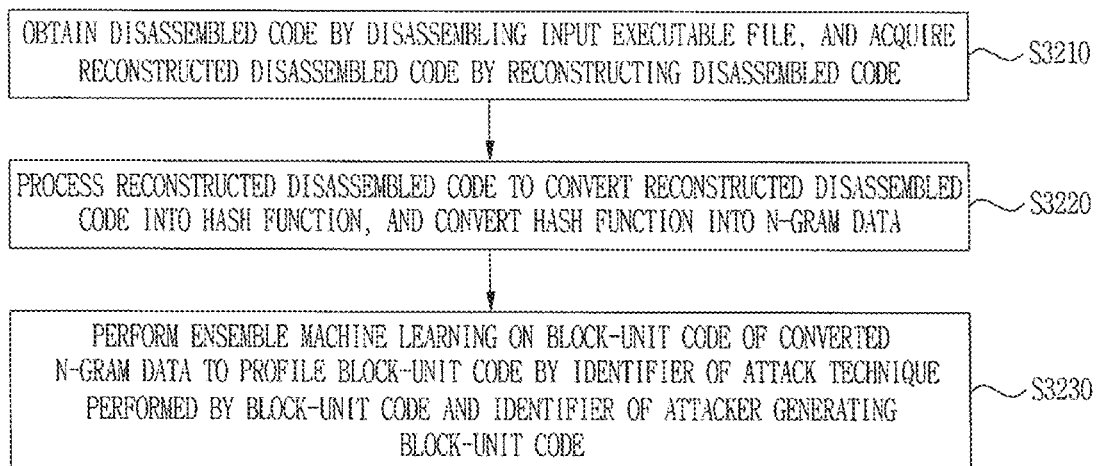 OBTAIN DISASSEMBLED CODE BY DISASSEMBLING INPUT EXECUTABLE FILE, AND ACQUIRE
RECONSTRUCTED DISASSEMBLED CODE BY RECONSTRUCTING DISASSEMBLED CODE
S3210
PROCESS RECONSTRUCTED DISASSEMBLED CODE TO CONVERT RECONSTRUCTED DISASSEMBLED
CODE INTO HASH FUNCTION, AND CONVERT HASH FUNCTION INTO N-GRAM DATA
S3220
PERFORM ENSEMBLE MACHINE LEARNING ON BLOCK-UNIT CODE OF CONVERTED
N-GRAM DATA TO PROFILE BLOCK-UNIT CODE BY IDENTIFIER OF ATTACK TECHNIQUE
PERFORMED BY BLOCK-UNIT CODE AND IDENTIFIER OF ATTACKER GENERATING
BLOCK-UNIT CODE
S3230